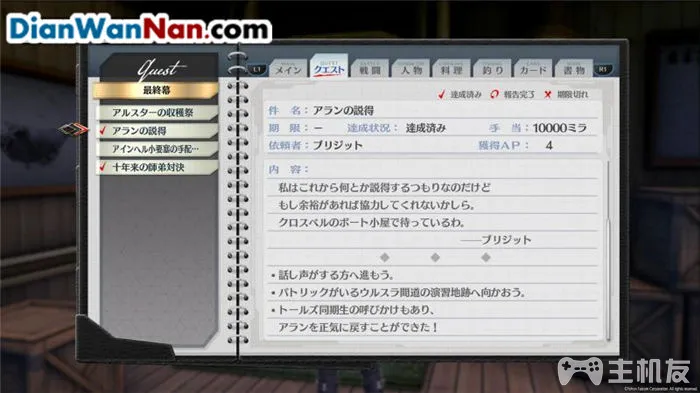 DianWanNan.com
点玩男
quest
最終幕
アルスターの収穫祭
アランの説得
アインヘル小要塞の手配…
十年来の師弟対決
L1 メイン クエスト 戦闘 人物 料理 釣り カード 書物 R1
達成済み 報告完了 期限切れ
件 名：アランの説得
期 限：－ 達成状況： 達成済み 手 当：10000ミラ
依頼者：ブリジット 獲得AP： 4
内 容：
私はこれから何とか説得するつもりなのだけど
もし余裕があれば協力してくれないかしら。
クロスベルのボート小屋で待っているわ。
――ブリジット
・話し声がする方へ進もう。
・パトリックがいるウルスラ間道の演習地跡へ向かおう。
・トールズ同期生の呼びかけもあり、
アランを正気に戻すことができた！
主机友